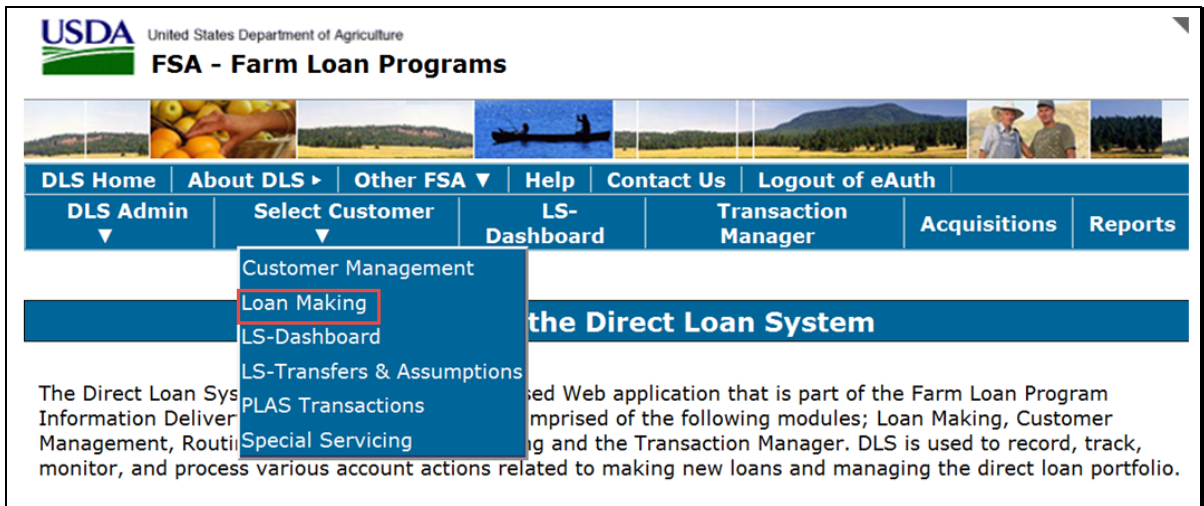 USDA United States Department of Agriculture
FSA - Farm Loan Programs
DLS Home About DLS ► Other FSA ▼ Help Contact Us Logout of eAuth
DLS Admin ▼ Select Customer ▼ LS-Dashboard Transaction Manager Acquisitions Reports
Customer Management
Loan Making
LS-Dashboard
LS-Transfers & Assumptions
PLAS Transactions
Special Servicing
the Direct Loan System
The Direct Loan Sys sed Web application that is part of the Farm Loan Program
Information Deliver mprised of the following modules; Loan Making, Customer
Management, Routi g and the Transaction Manager. DLS is used to record, track,
monitor, and process various account actions related to making new loans and managing the direct loan portfolio.